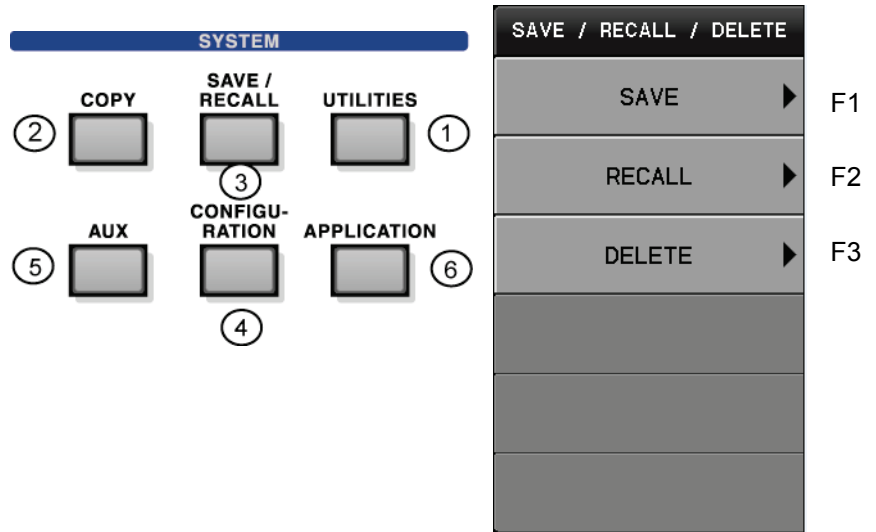 SYSTEM
COPY
SAVE /
RECALL
UTILITIES
2
3
1
AUX
CONFIGU-
RATION
APPLICATION
5
4
6
SAVE / RECALL / DELETE
SAVE
F1
RECALL
F2
DELETE
F3